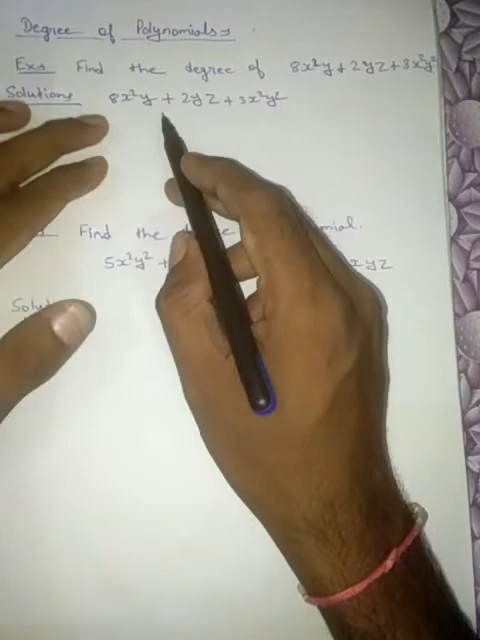 Degree of Polynomials:
Ex: Find the degree of 8x²y + 2yz + 3x²y²
Solution: 8x²y + 2yz + 3x²y²
Find the
5x²y² + xyz